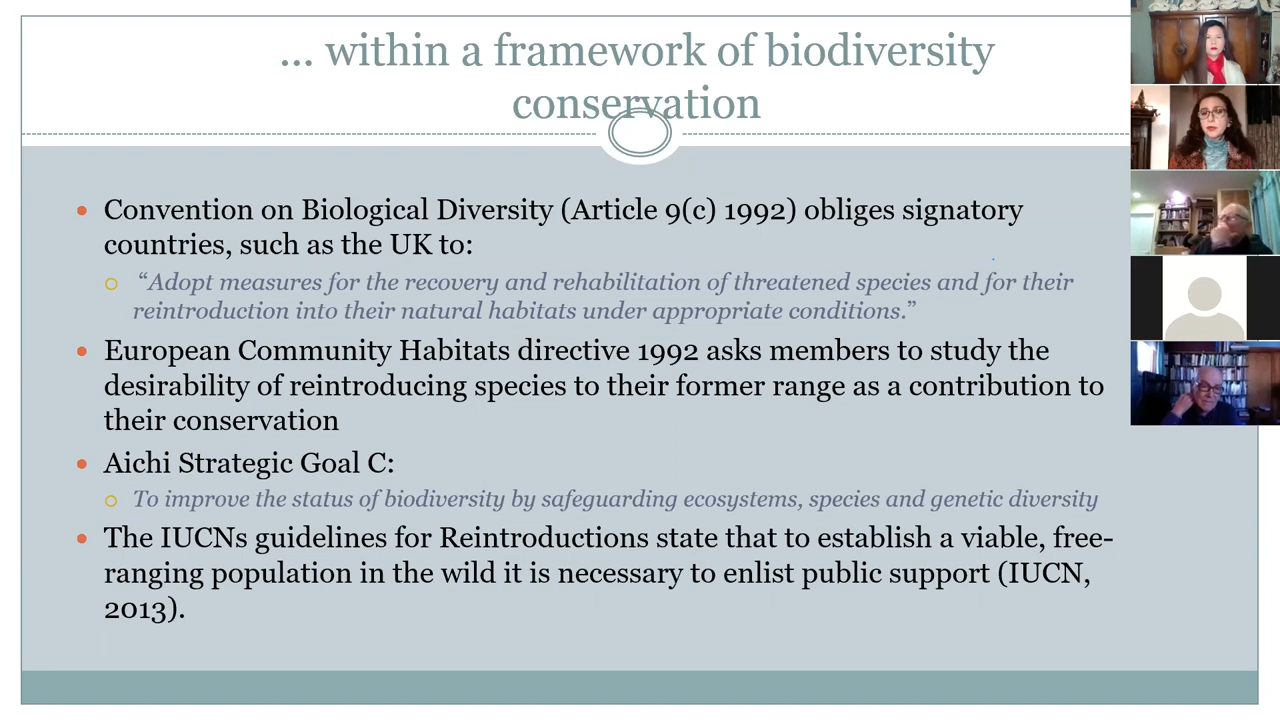 ... within a framework of biodiversity
conservation
• Convention on Biological Diversity (Article 9(c) 1992) obliges signatory
countries, such as the UK to:
“Adopt measures for the recovery and rehabilitation of threatened species and for their
reintroduction into their natural habitats under appropriate conditions.”
• European Community Habitats directive 1992 asks members to study the
desirability of reintroducing species to their former range as a contribution to
their conservation
• Aichi Strategic Goal C:
To improve the status of biodiversity by safeguarding ecosystems, species and genetic diversity
• The IUCNs guidelines for Reintroductions state that to establish a viable, free-
ranging population in the wild it is necessary to enlist public support (IUCN,
2013).